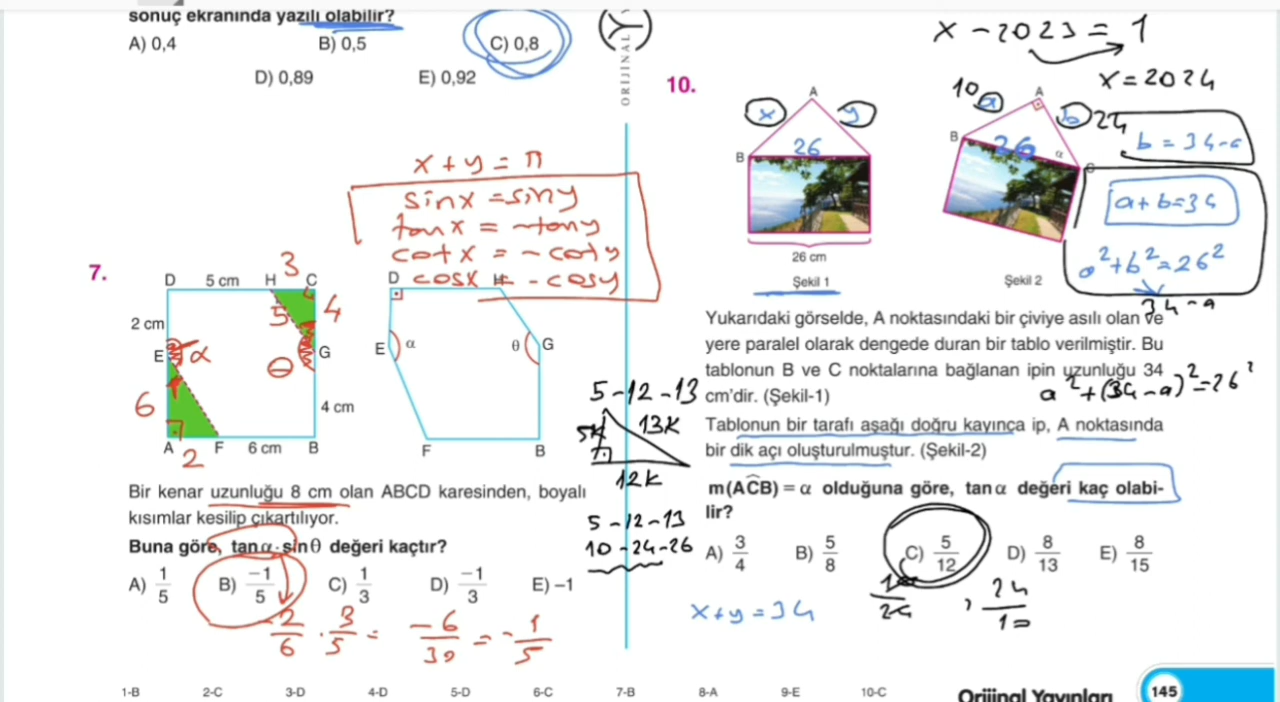 sonuç ekranında yazılı olabilir?
A) 0,4
B) 0,5
C) 0,8
D) 0,89
E) 0,92
ORİJİNAL
x + y = π
sinx = siny
tanx = -tany
cotx = -coty
cosx = -cosy
7.
D 5 cm H 3 C
2 cm
5 4
E α
θ G
6
4 cm
A 2 F 6 cm B
D H
E α θ G
F B
Bir kenar uzunluğu 8 cm olan ABCD karesinden, boyalı
kısımlar kesilip çıkartılıyor.
Buna göre, tanα·sinθ değeri kaçtır?
A) 1/5 B) -1/5 C) 1/3 D) -1/3 E) -1
-2/6 · 3/5 = -6/30 = -1/5
5-12-13
5k 13k
12k
5-12-13
10-24-26
x - 2023 = 1
x = 2024
10.
A
x y
B 26
26 cm
Şekil 1
10 a A b 24
B 26 α C
Şekil 2
b = 34-a
a+b=34
a²+b²=26²
34-a
Yukarıdaki görselde, A noktasındaki bir çiviye asılı olan ve
yere paralel olarak dengede duran bir tablo verilmiştir. Bu
tablonun B ve C noktalarına bağlanan ipin uzunluğu 34
cm'dir. (Şekil-1)
a²+(34-a)²=26²
Tablonun bir tarafı aşağı doğru kayınca ip, A noktasında
bir dik açı oluşturulmuştur. (Şekil-2)
m(ACB) = α olduğuna göre, tanα değeri kaç olabi-
lir?
A) 3/4 B) 5/8 C) 5/12 D) 8/13 E) 8/15
x+y=34
10/24 , 24/10
1-B 2-C 3-D 4-D 5-D 6-C 7-B 8-A 9-E 10-C
Orijinal Yayınları 145